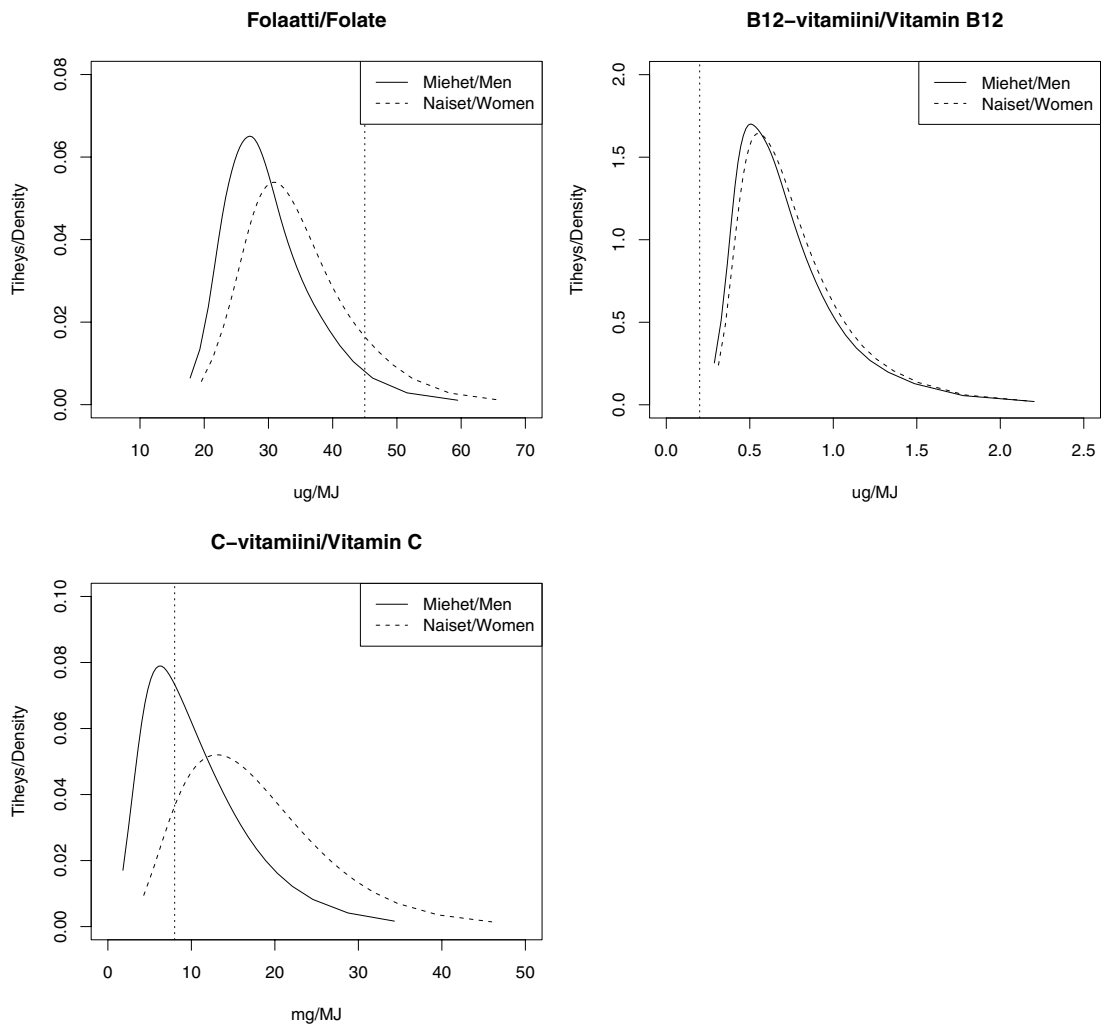 Folaatti/Folate
Miehet/Men
Naiset/Women
Tiheys/Density
0.00 0.02 0.04 0.06 0.08
10 20 30 40 50 60 70
ug/MJ
B12−vitamiini/Vitamin B12
Miehet/Men
Naiset/Women
Tiheys/Density
0.0 0.5 1.0 1.5 2.0
0.0 0.5 1.0 1.5 2.0 2.5
ug/MJ
C−vitamiini/Vitamin C
Miehet/Men
Naiset/Women
Tiheys/Density
0.00 0.02 0.04 0.06 0.08 0.10
0 10 20 30 40 50
mg/MJ